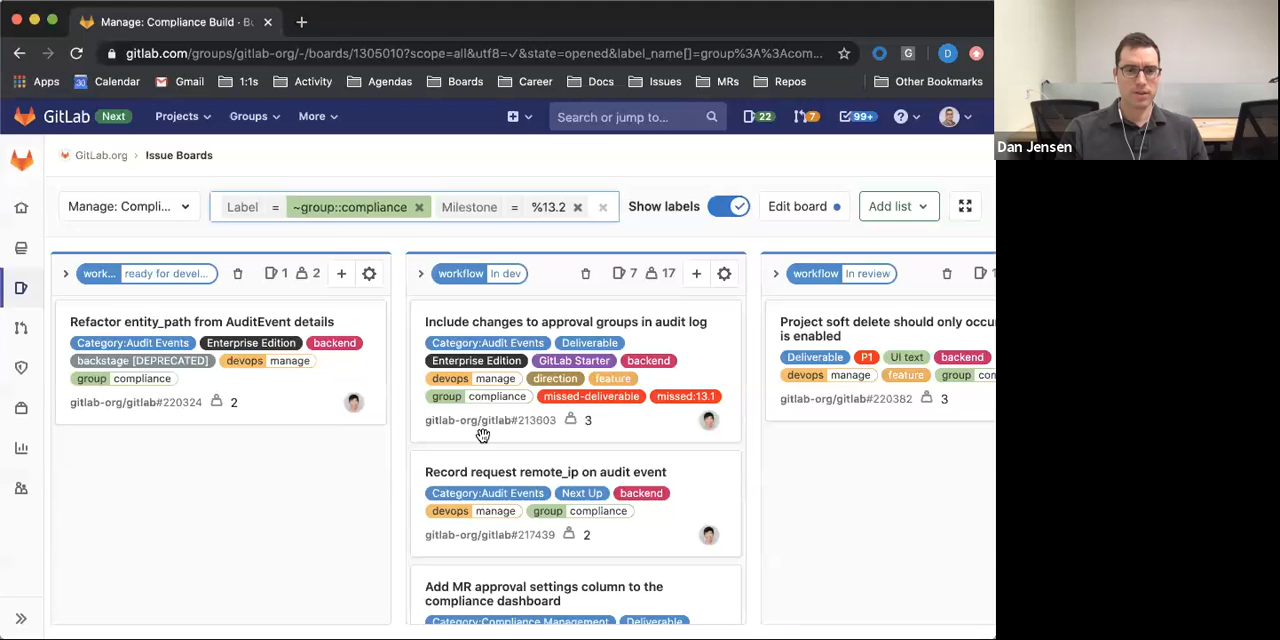 Manage: Compliance Build · Bo
gitlab.com/groups/gitlab-org/-/boards/1305010?scope=all&utf8=✓&state=opened&label_name[]=group%3A%3Acom...
G D
Apps Calendar Gmail 1:1s Activity Agendas Boards Career Docs Issues MRs Repos Other Bookmarks
GitLab Next Projects Groups More Search or jump to... 22 7 99+
Dan Jensen
GitLab.org › Issue Boards
Manage: Compli... Label = ~group::compliance Milestone = %13.2 Show labels Edit board Add list
work... ready for devel... 1 2
Refactor entity_path from AuditEvent details
Category:Audit Events Enterprise Edition backend
backstage [DEPRECATED] devops manage
group compliance
gitlab-org/gitlab#220324 2
workflow In dev 7 17
Include changes to approval groups in audit log
Category:Audit Events Deliverable
Enterprise Edition GitLab Starter backend
devops manage direction feature
group compliance missed-deliverable missed:13.1
gitlab-org/gitlab#213603 3
Record request remote_ip on audit event
Category:Audit Events Next Up backend
devops manage group compliance
gitlab-org/gitlab#217439 2
Add MR approval settings column to the
compliance dashboard
Category:Compliance Management Deliverable
workflow In review 1
Project soft delete should only occu
is enabled
Deliverable P1 UI text backend
devops manage feature group con
gitlab-org/gitlab#220382 3